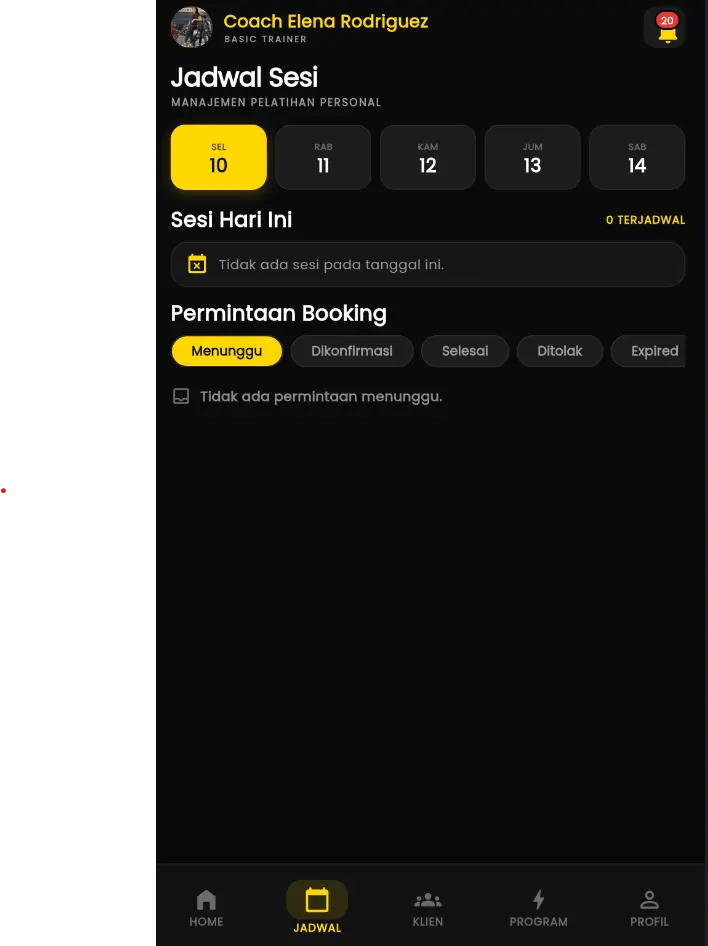 Coach Elena Rodriguez
BASIC TRAINER
20
Jadwal Sesi
MANAJEMEN PELATIHAN PERSONAL
SEL RAB KAM JUM SAB
10 11 12 13 14
Sesi Hari Ini 0 TERJADWAL
Tidak ada sesi pada tanggal ini.
Permintaan Booking
Menunggu Dikonfirmasi Selesai Ditolak Expired
Tidak ada permintaan menunggu.
HOME JADWAL KLIEN PROGRAM PROFIL